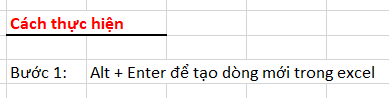 Cách thực hiện
Bước 1: Alt + Enter để tạo dòng mới trong excel